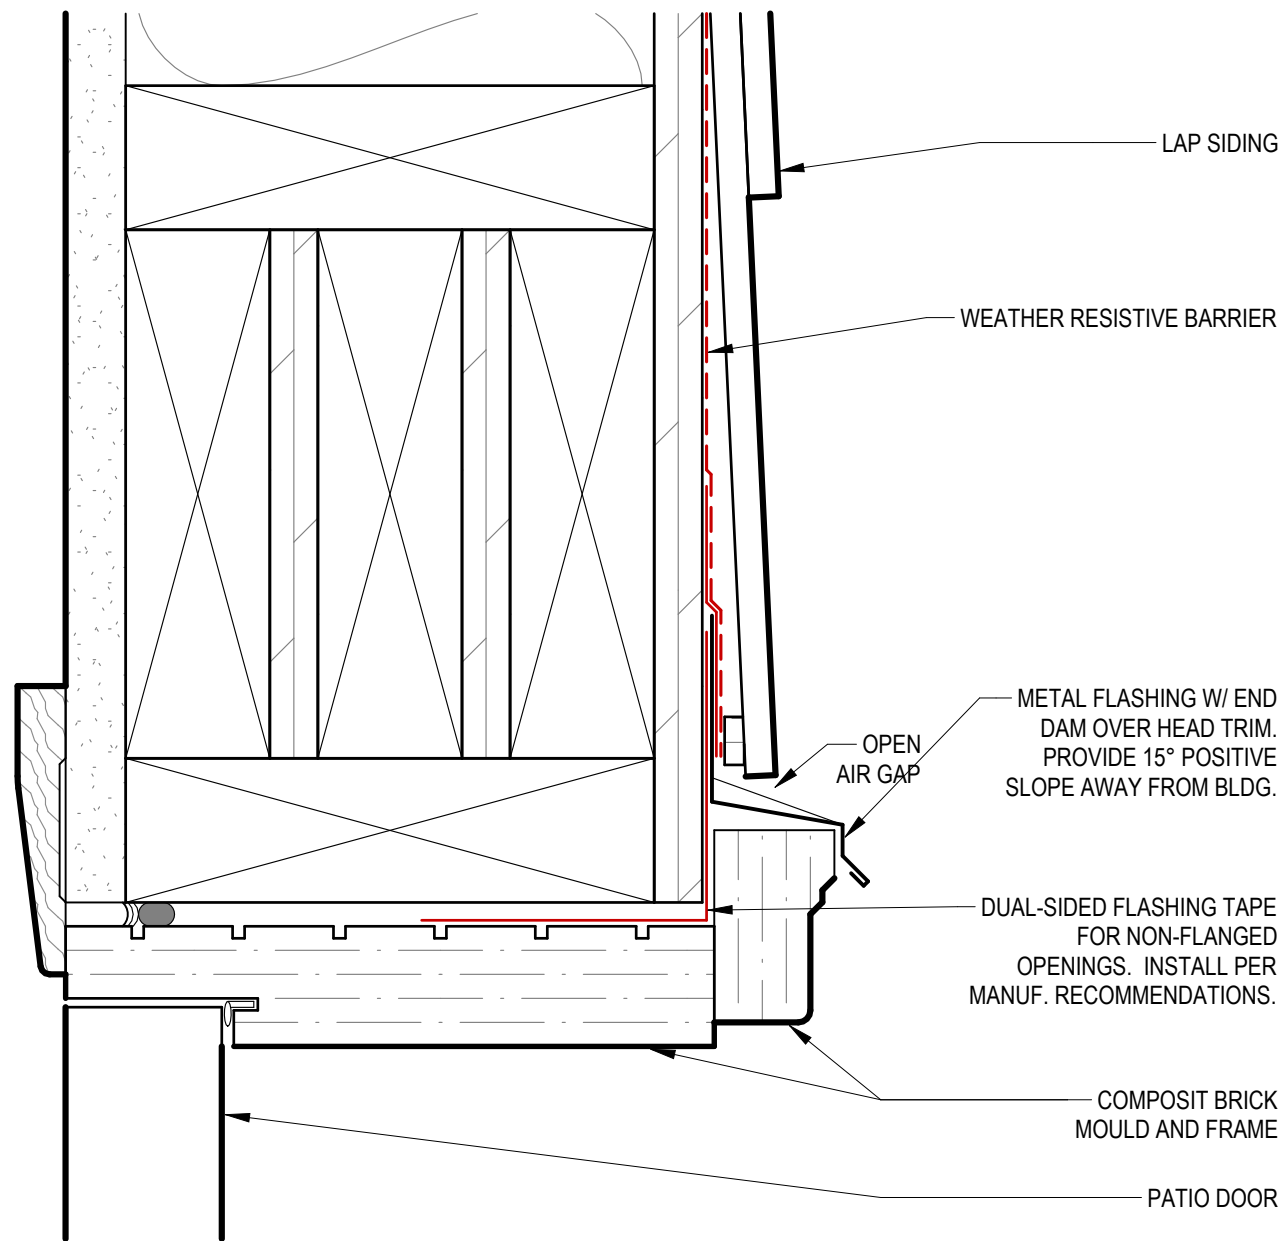 LAP SIDING
WEATHER RESISTIVE BARRIER
METAL FLASHING W/ END
DAM OVER HEAD TRIM.
PROVIDE 15° POSITIVE
SLOPE AWAY FROM BLDG.
OPEN
AIR GAP
DUAL-SIDED FLASHING TAPE
FOR NON-FLANGED
OPENINGS. INSTALL PER
MANUF. RECOMMENDATIONS.
COMPOSIT BRICK
MOULD AND FRAME
PATIO DOOR